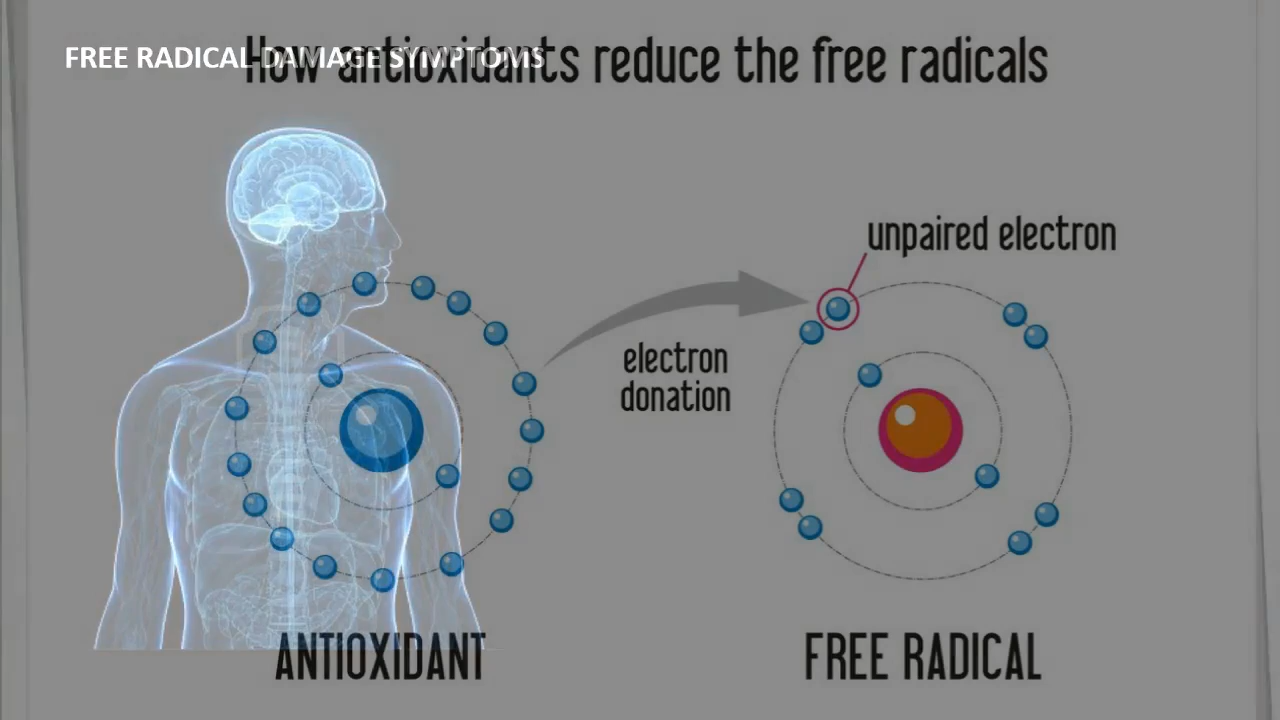 FREE RADICAL DAMAGE SYMPTOMS
How antioxidants reduce the free radicals
unpaired electron
electron
donation
ANTIOXIDANT
FREE RADICAL